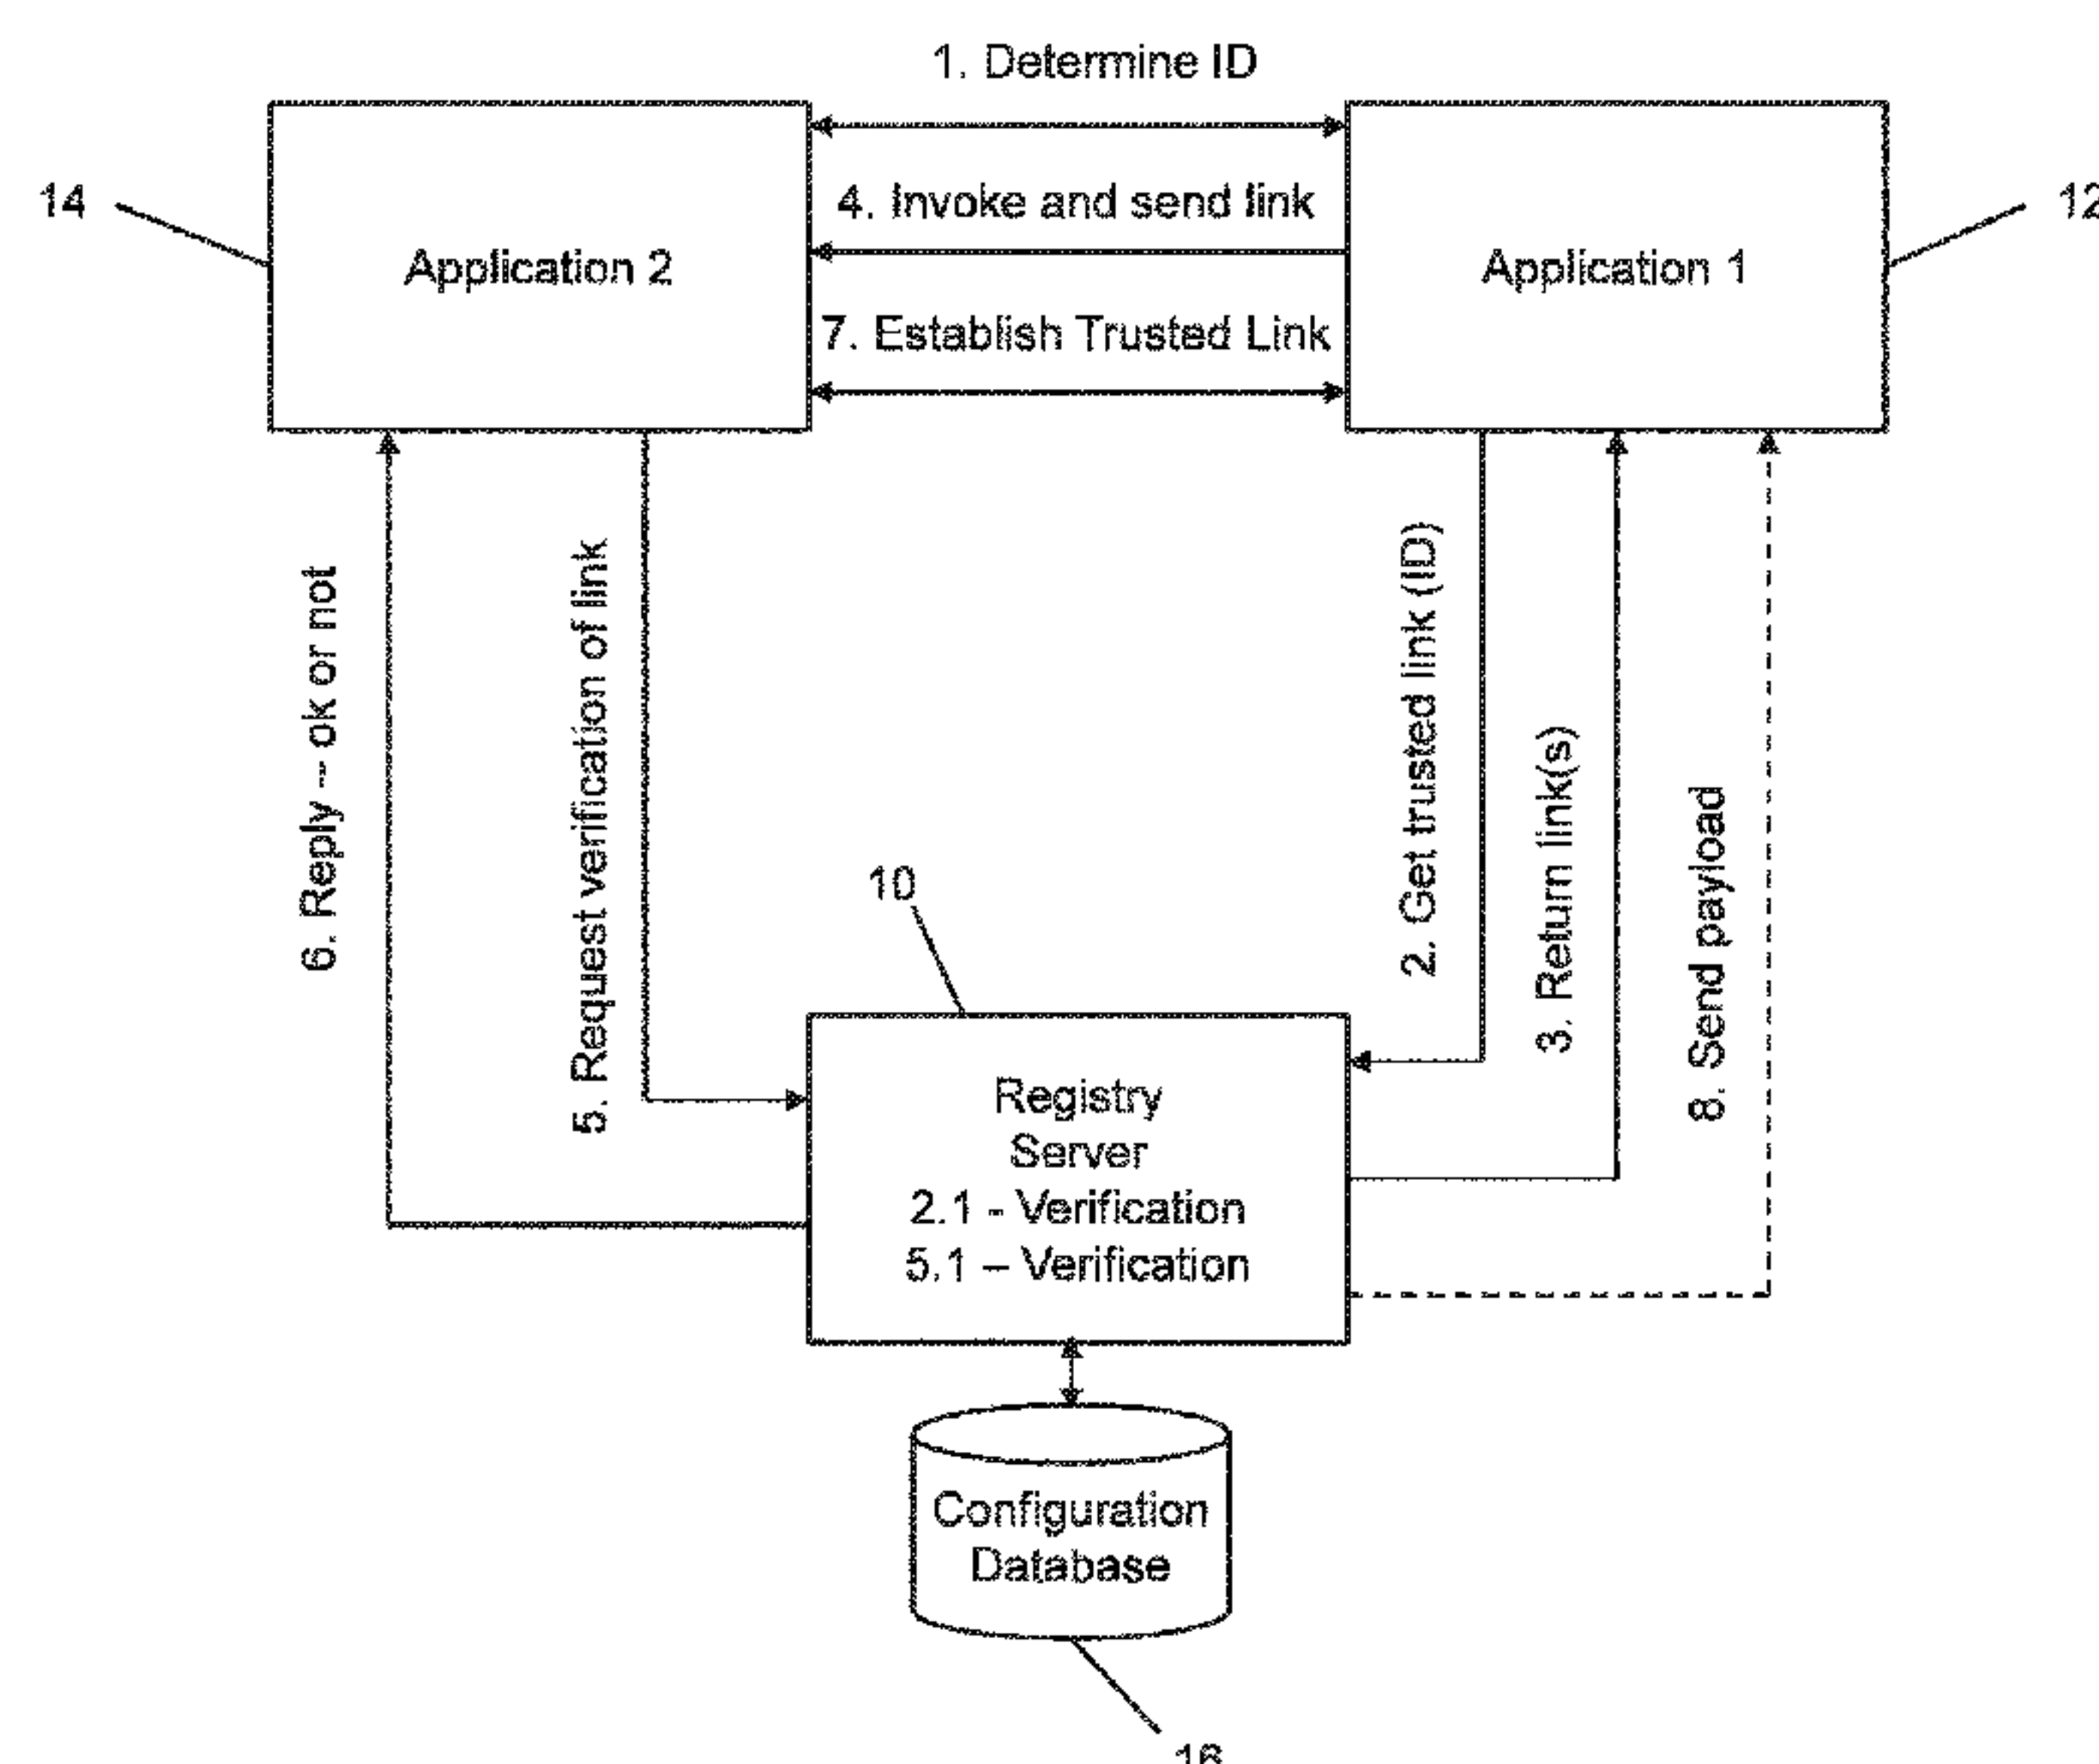 1. Determine ID
14
4. Invoke and send link
12
Application 2
Application 1
7. Establish Trusted Link
6. Reply -- ok or not
5. Request verification of link
2. Get trusted link (ID)
3. Return link(s)
8. Send payload
10
Registry
Server
2.1 - Verification
5.1 – Verification
Configuration
Database
16